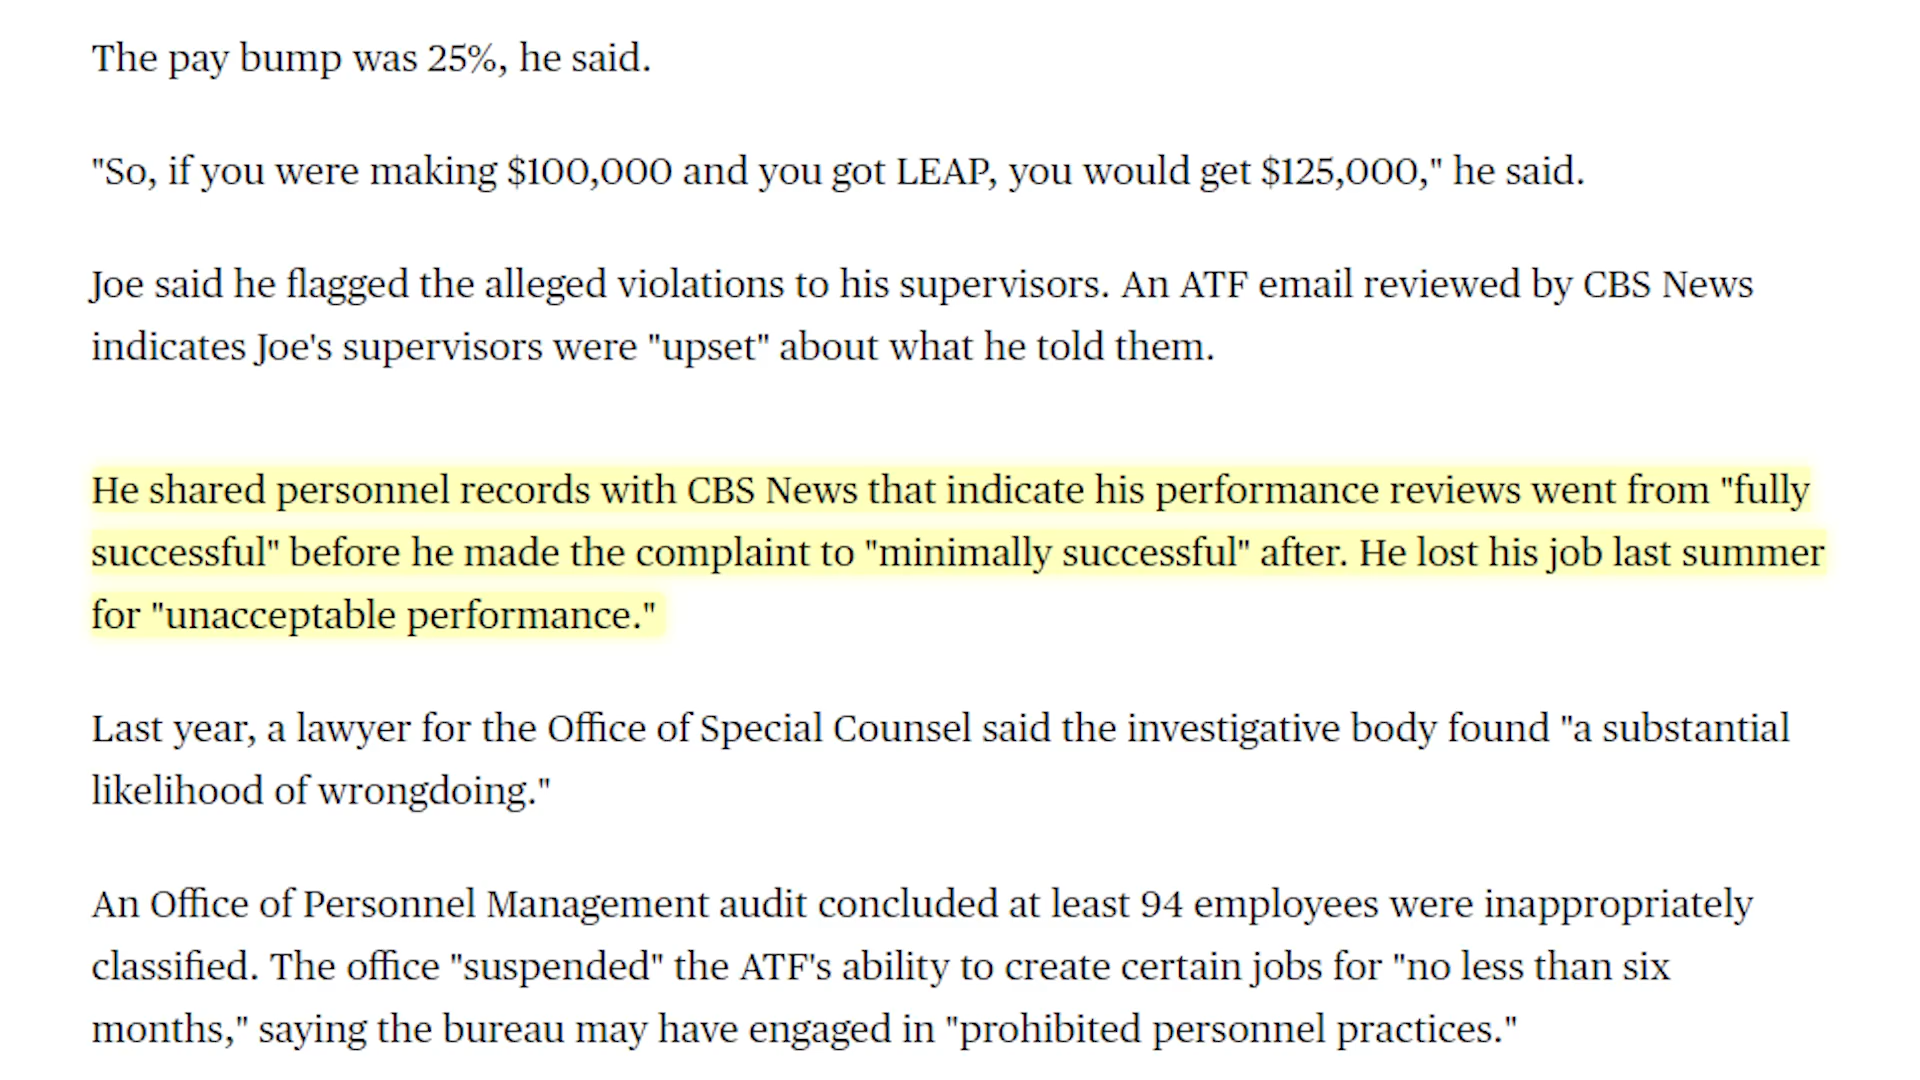 The pay bump was 25%, he said.
"So, if you were making $100,000 and you got LEAP, you would get $125,000," he said.
Joe said he flagged the alleged violations to his supervisors. An ATF email reviewed by CBS News
indicates Joe's supervisors were "upset" about what he told them.
He shared personnel records with CBS News that indicate his performance reviews went from "fully
successful" before he made the complaint to "minimally successful" after. He lost his job last summer
for "unacceptable performance."
Last year, a lawyer for the Office of Special Counsel said the investigative body found "a substantial
likelihood of wrongdoing."
An Office of Personnel Management audit concluded at least 94 employees were inappropriately
classified. The office "suspended" the ATF's ability to create certain jobs for "no less than six
months," saying the bureau may have engaged in "prohibited personnel practices."